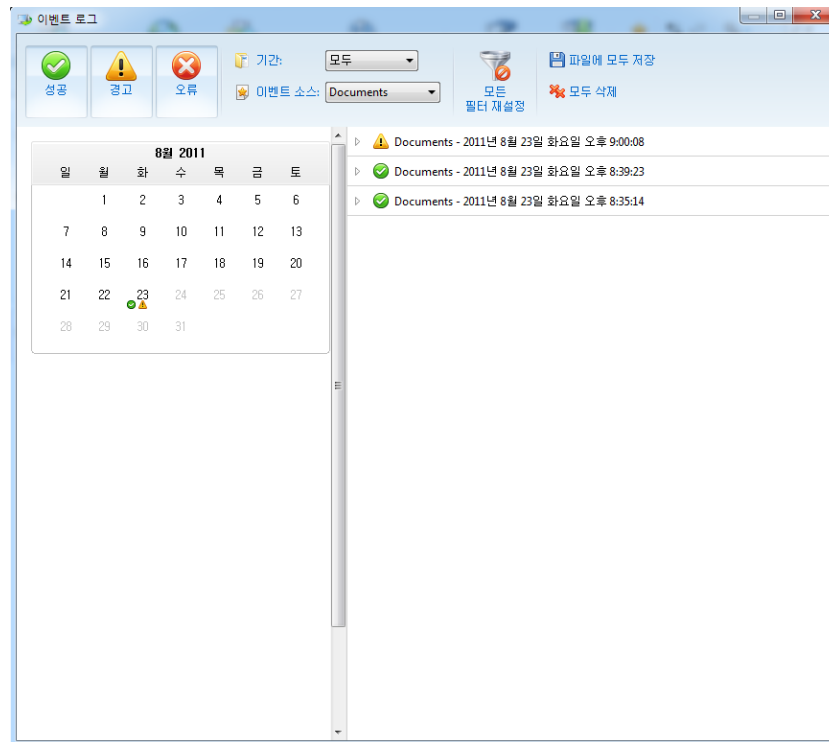 이벤트 로그
성공
경고
오류
기간:
모두
이벤트 소스:
Documents
모든
필터 재설정
파일에 모두 저장
모두 삭제
8월 2011
일 월 화 수 목 금 토
1 2 3 4 5 6
7 8 9 10 11 12 13
14 15 16 17 18 19 20
21 22 23 24 25 26 27
28 29 30 31
Documents - 2011년 8월 23일 화요일 오후 9:00:08
Documents - 2011년 8월 23일 화요일 오후 8:39:23
Documents - 2011년 8월 23일 화요일 오후 8:35:14